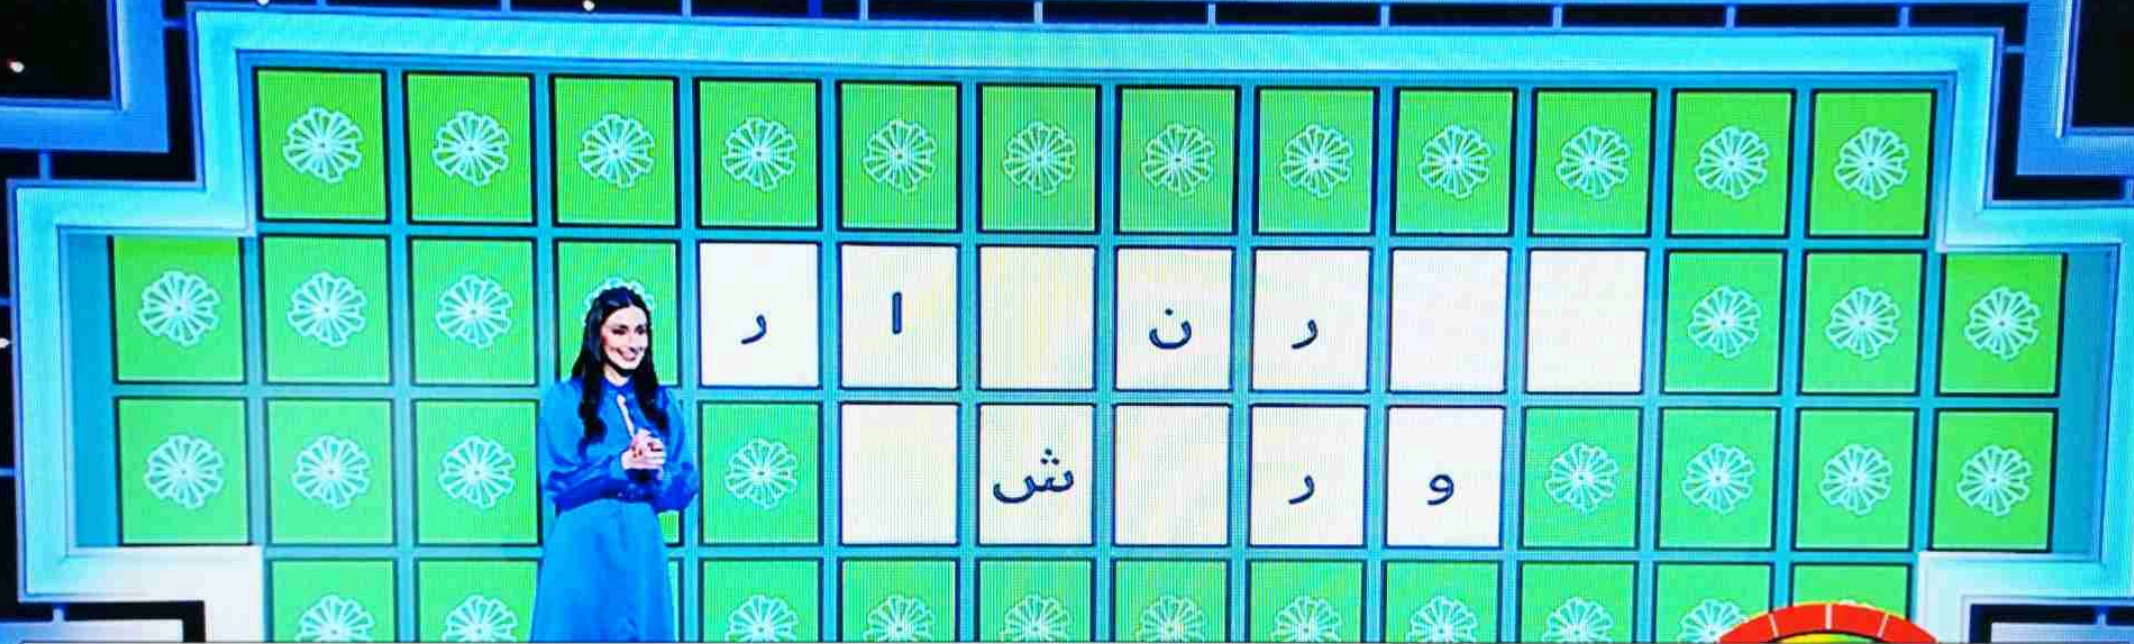 ر ن ا ر
و ر ش